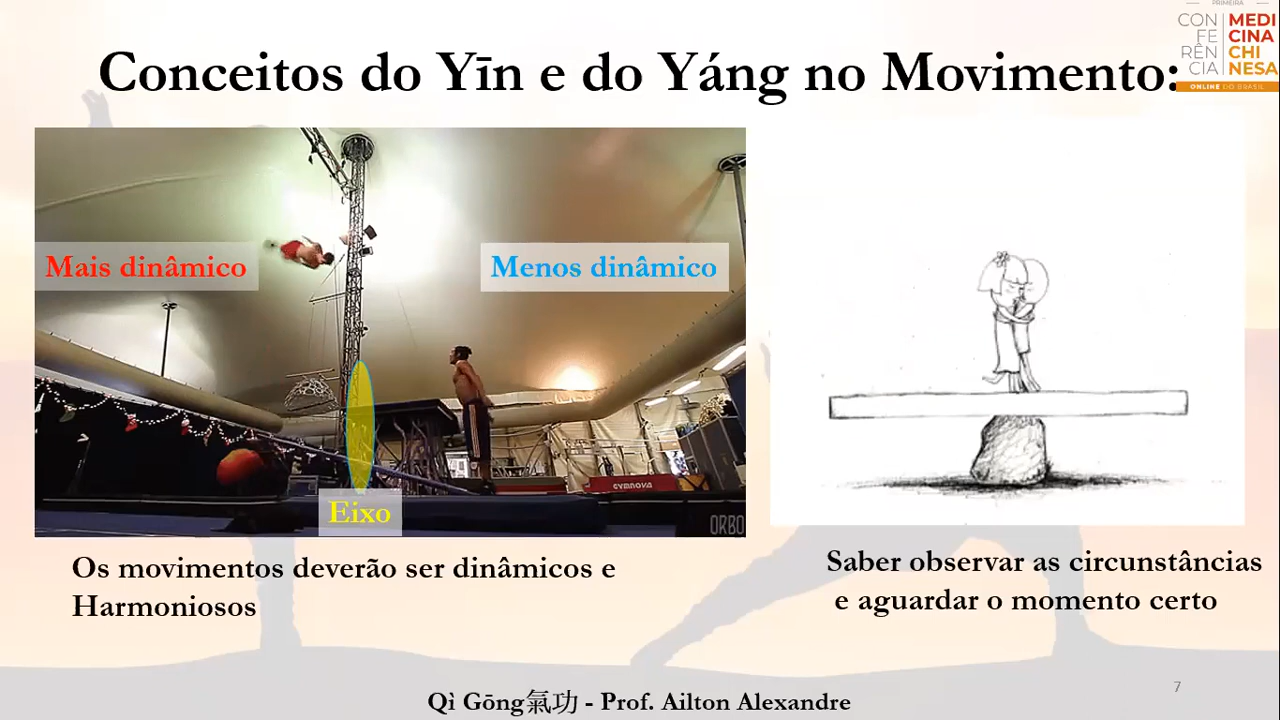 PRIMEIRA
CON
FE
RÊN
CIA
MEDI
CINA
CHI
NESA
ONLINE DO BRASIL
Conceitos do Yīn e do Yáng no Movimento:
Mais dinâmico
Menos dinâmico
GYMNOVA
Eixo
ORBO
Os movimentos deverão ser dinâmicos e
Harmoniosos
Saber observar as circunstâncias
e aguardar o momento certo
7
Qì Gōng氣功 - Prof. Ailton Alexandre